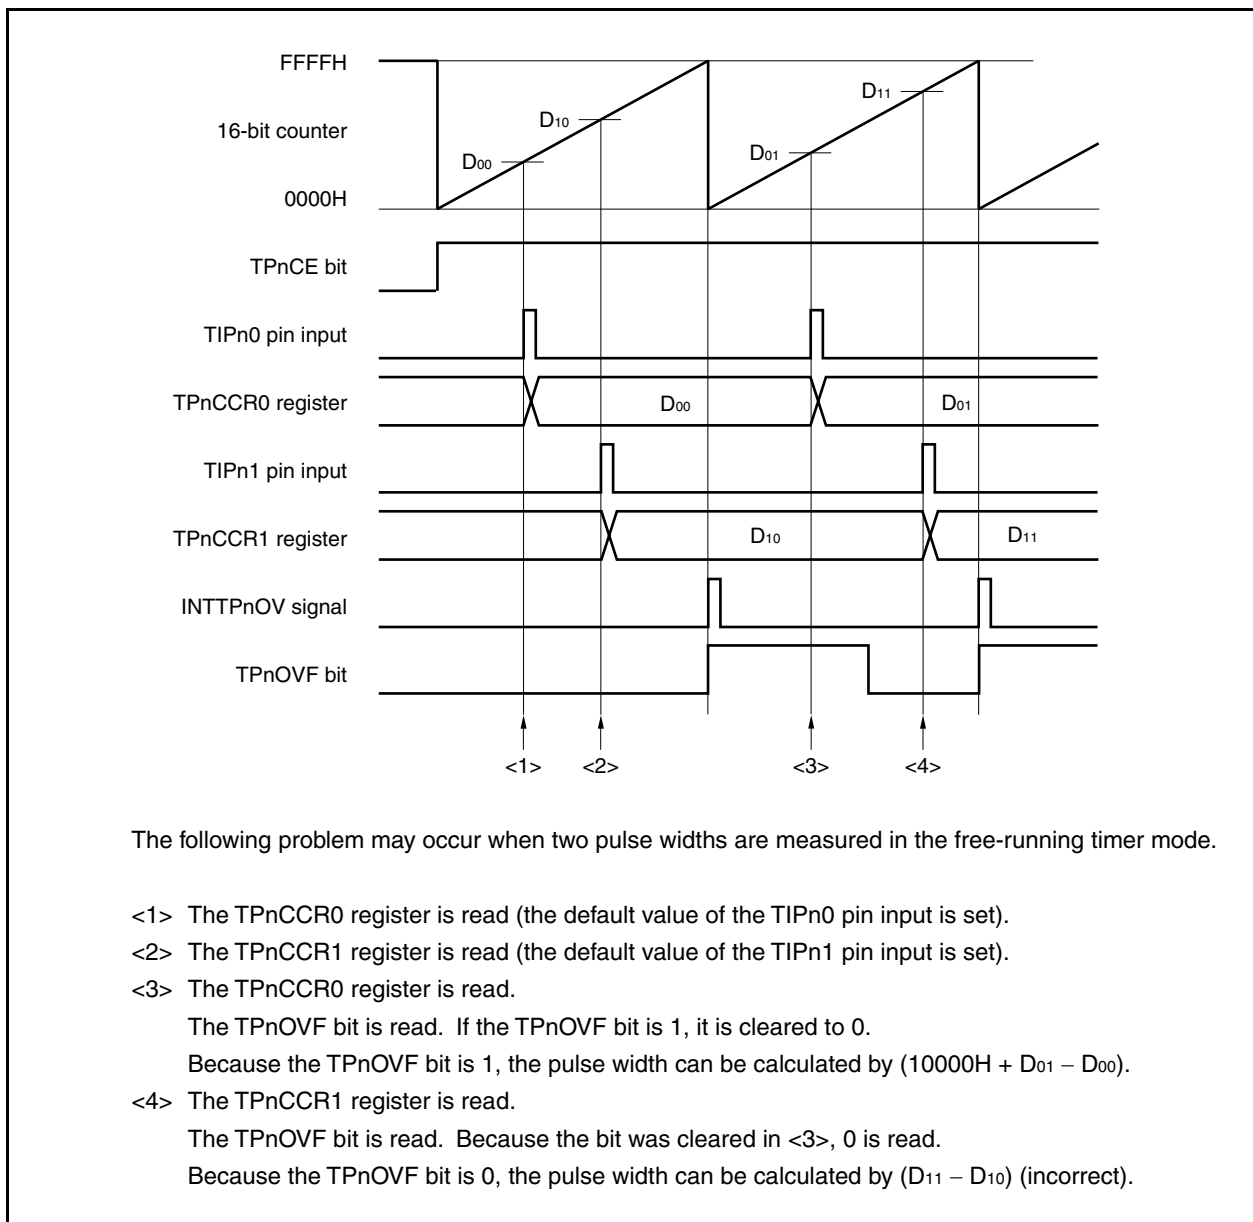 FFFFH
D11
D10
16-bit counter
D00
D01
0000H
TPnCE bit
TIPn0 pin input
TPnCCR0 register
D00
D01
TIPn1 pin input
TPnCCR1 register
D10
D11
INTTPnOV signal
TPnOVF bit
<1> <2> <3> <4>
The following problem may occur when two pulse widths are measured in the free-running timer mode.
<1> The TPnCCR0 register is read (the default value of the TIPn0 pin input is set).
<2> The TPnCCR1 register is read (the default value of the TIPn1 pin input is set).
<3> The TPnCCR0 register is read.
The TPnOVF bit is read. If the TPnOVF bit is 1, it is cleared to 0.
Because the TPnOVF bit is 1, the pulse width can be calculated by (10000H + D01 − D00).
<4> The TPnCCR1 register is read.
The TPnOVF bit is read. Because the bit was cleared in <3>, 0 is read.
Because the TPnOVF bit is 0, the pulse width can be calculated by (D11 − D10) (incorrect).